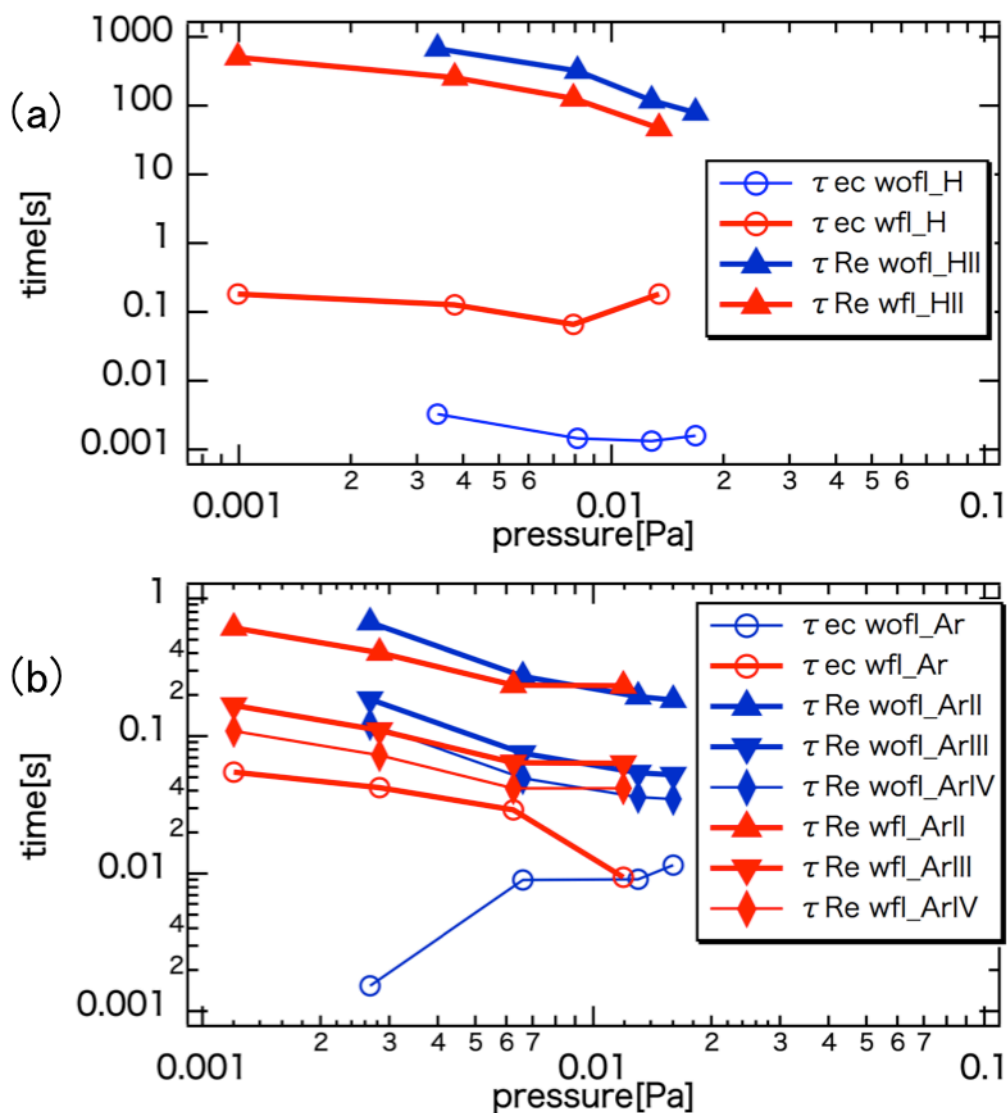 (a)
time[s]
1000
100
10
1
0.1
0.01
0.001
τ ec wofl_H
τ ec wfl_H
τ Re wofl_HII
τ Re wfl_HII
0.001 2 3 4 5 6 0.01 2 3 4 5 6 0.1
pressure[Pa]
(b)
time[s]
1
4
2
0.1
4
2
0.01
4
2
0.001
τ ec wofl_Ar
τ ec wfl_Ar
τ Re wofl_ArII
τ Re wofl_ArIII
τ Re wofl_ArIV
τ Re wfl_ArII
τ Re wfl_ArIII
τ Re wfl_ArIV
0.001 2 3 4 5 6 7 0.01 2 3 4 5 6 7 0.1
pressure[Pa]